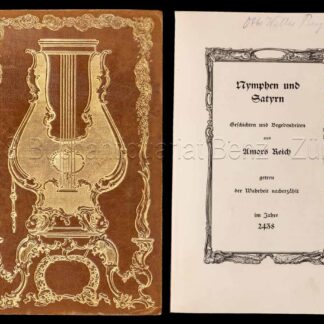 Nymphen und
Satyrn
Geschichten und Begebenheiten
aus
Amors Reich
getreu
der Wahrheit nacherzählt
im Jahre
2438